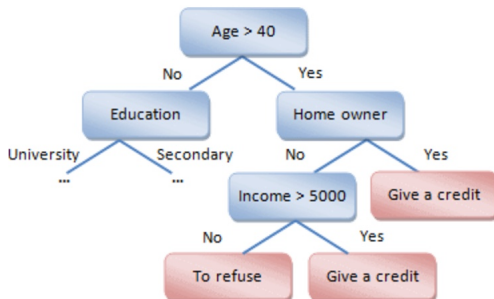 Age > 40
No
Yes
Education
Home owner
University
Secondary
No
Yes
...
...
Income > 5000
Give a credit
No
Yes
To refuse
Give a credit